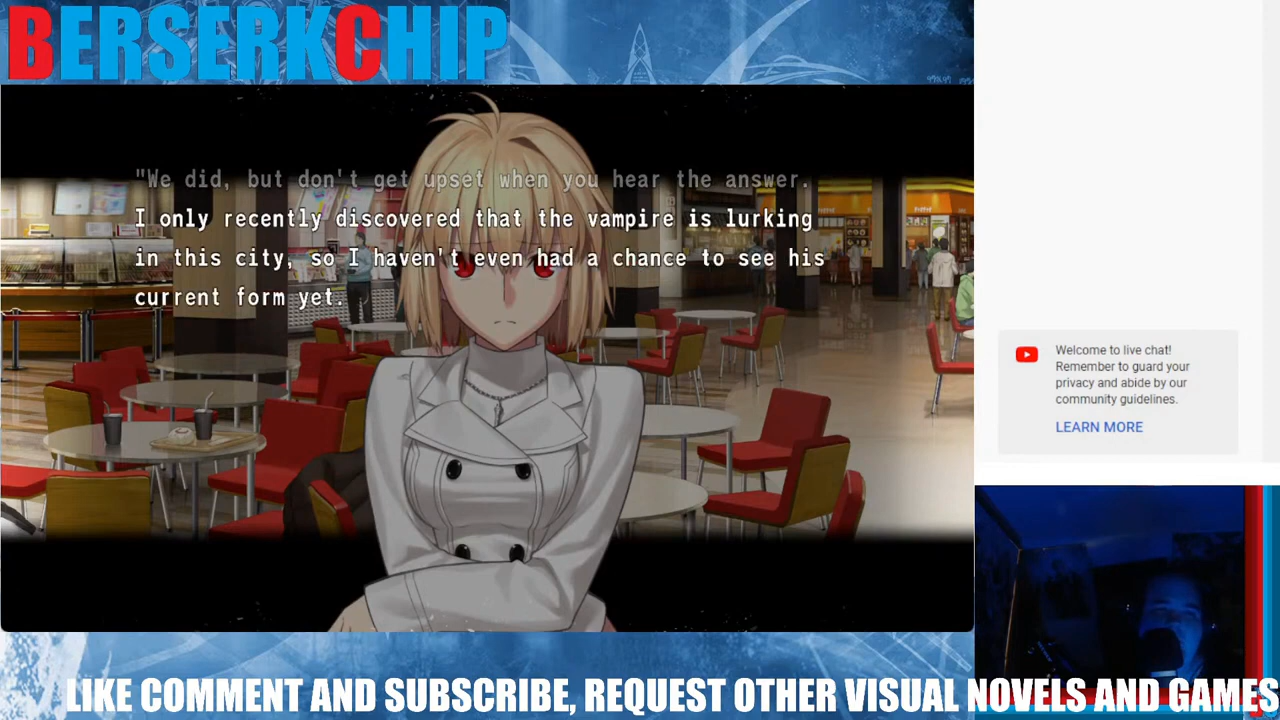 BERSERKCHIP
"We did, but don't get upset when you hear the answer.
I only recently discovered that the vampire is lurking
in this city, so I haven't even had a chance to see his
current form yet.
Welcome to live chat!
Remember to guard your
privacy and abide by our
community guidelines.
LEARN MORE
LIKE COMMENT AND SUBSCRIBE, REQUEST OTHER VISUAL NOVELS AND GAMES